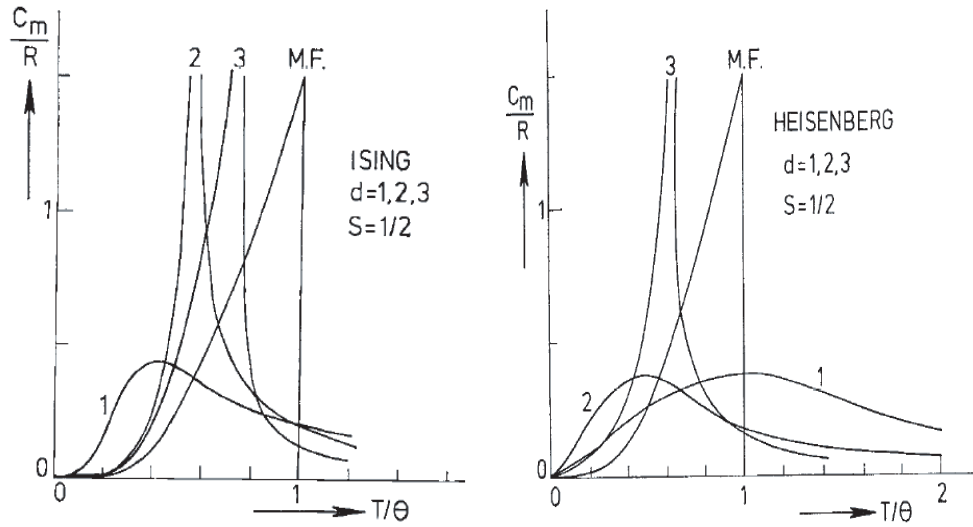 C_m/R
2
3
M.F.
ISING
d=1,2,3
S=1/2
1
1
0
0
1
T/Θ
C_m/R
3
M.F.
HEISENBERG
d=1,2,3
S=1/2
1
2
1
0
0
1
2
T/Θ